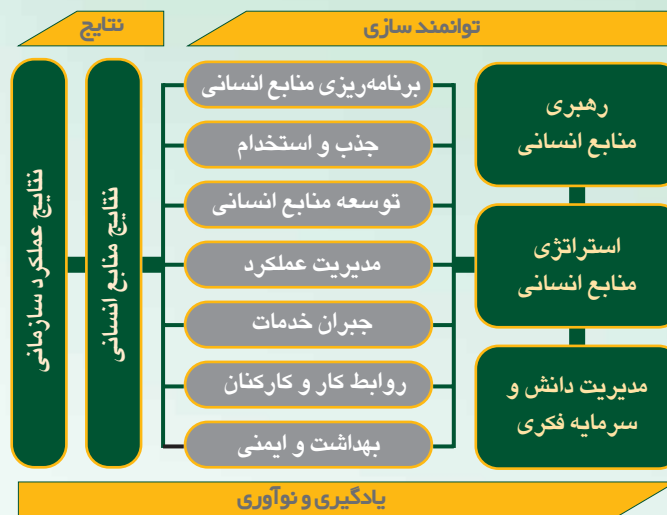 توانمند سازی
نتایج
رهبری
منابع انسانی
استراتژی
منابع انسانی
مدیریت دانش و
سرمایه فکری
برنامه‌ریزی منابع انسانی
جذب و استخدام
توسعه منابع انسانی
مدیریت عملکرد
جبران خدمات
روابط کار و کارکنان
بهداشت و ایمنی
نتایج منابع انسانی
نتایج عملکرد سازمانی
یادگیری و نوآوری